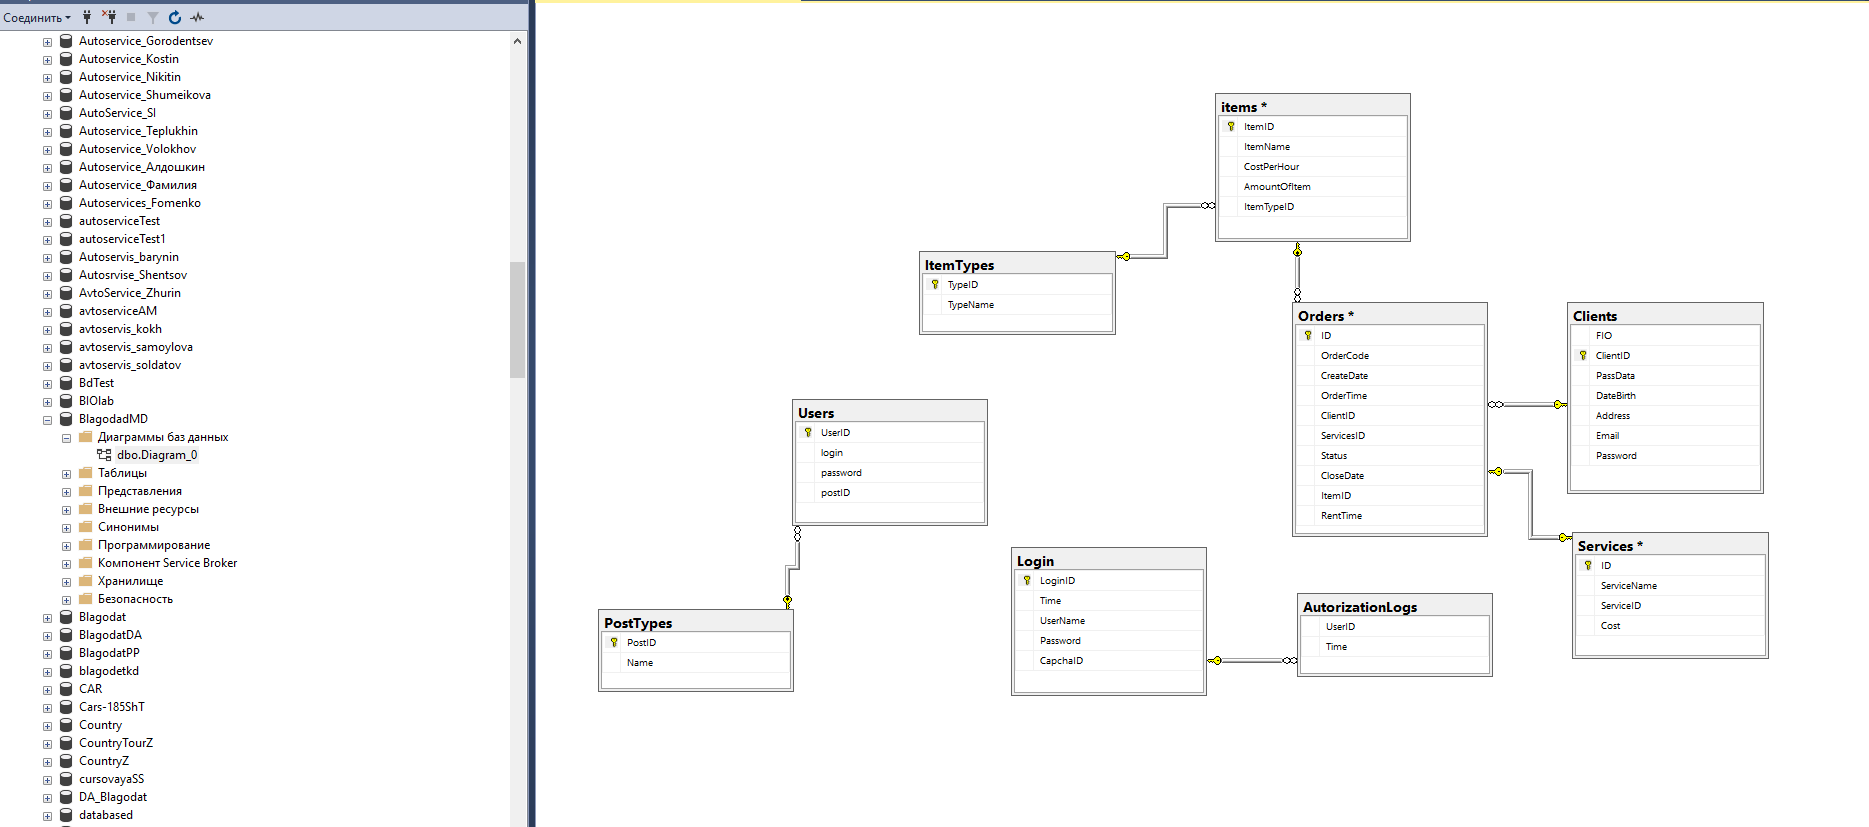 Соединить
Autoservice_Gorodentsev
Autoservice_Kostin
Autoservice_Nikitin
Autoservice_Shumeikova
AutoService_SI
Autoservice_Teplukhin
Autoservice_Volokhov
Autoservice_Алдошкин
Autoservice_Фамилия
Autoservices_Fomenko
autoserviceTest
autoserviceTest1
Autoservis_barynin
Autosrvise_Shentsov
AvtoService_Zhurin
avtoserviceAM
avtoservis_kokh
avtoservis_samoylova
avtoservis_soldatov
BdTest
BIOlab
BlagodadMD
Диаграммы баз данных
dbo.Diagram_0
Таблицы
Представления
Внешние ресурсы
Синонимы
Программирование
Компонент Service Broker
Хранилище
Безопасность
Blagodat
BlagodatDA
BlagodatPP
blagodetkd
CAR
Cars-185ShT
Country
CountryTourZ
CountryZ
cursovayaSS
DA_Blagodat
databased
items *
ItemID
ItemName
CostPerHour
AmountOfItem
ItemTypeID
ItemTypes
TypeID
TypeName
Orders *
ID
OrderCode
CreateDate
OrderTime
ClientID
ServicesID
Status
CloseDate
ItemID
RentTime
Clients
FIO
ClientID
PassData
DateBirth
Address
Email
Password
Users
UserID
login
password
postID
Services *
ID
ServiceName
ServiceID
Cost
Login
LoginID
Time
UserName
Password
CapchaID
AutorizationLogs
UserID
Time
PostTypes
PostID
Name